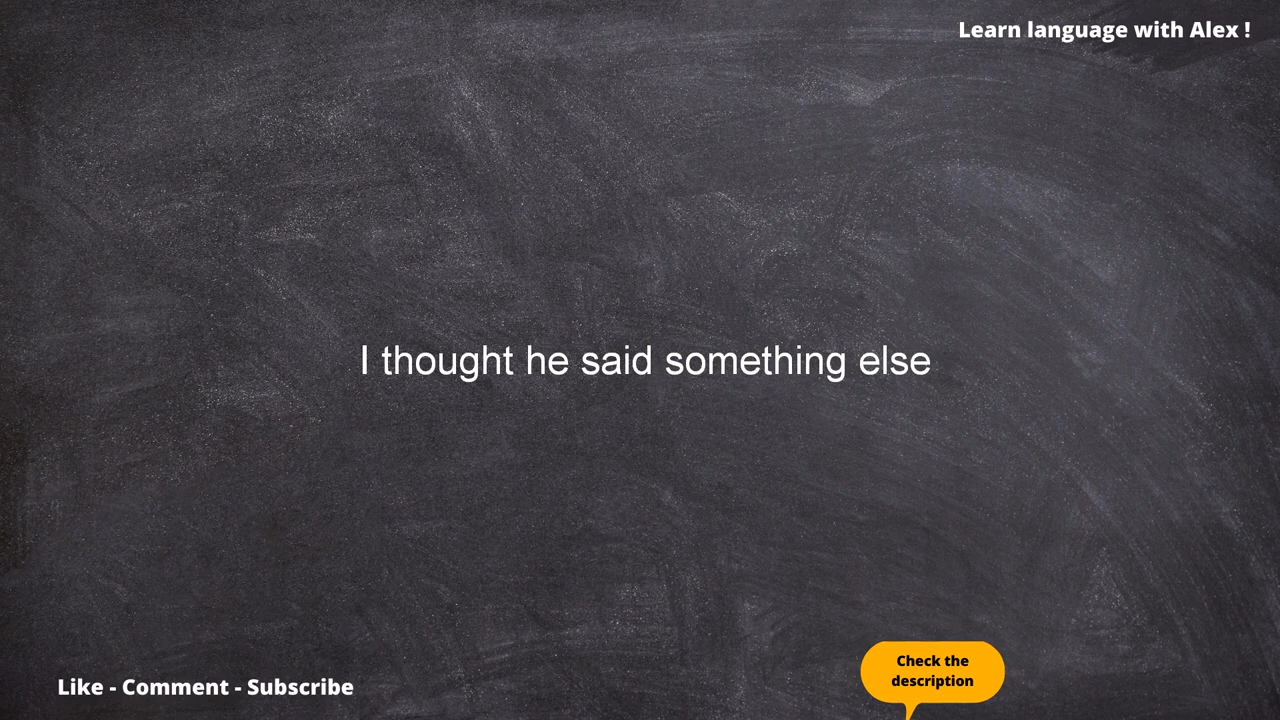 Learn language with Alex !
I thought he said something else
Check the
description
Like - Comment - Subscribe